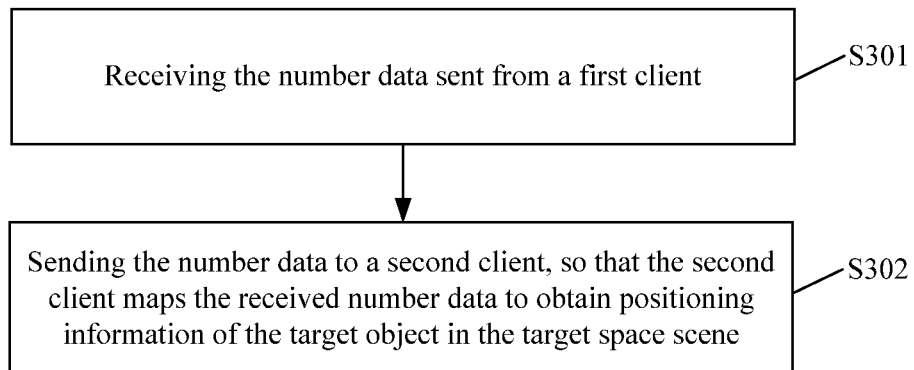 Receiving the number data sent from a first client
S301
Sending the number data to a second client, so that the second
client maps the received number data to obtain positioning
information of the target object in the target space scene
S302